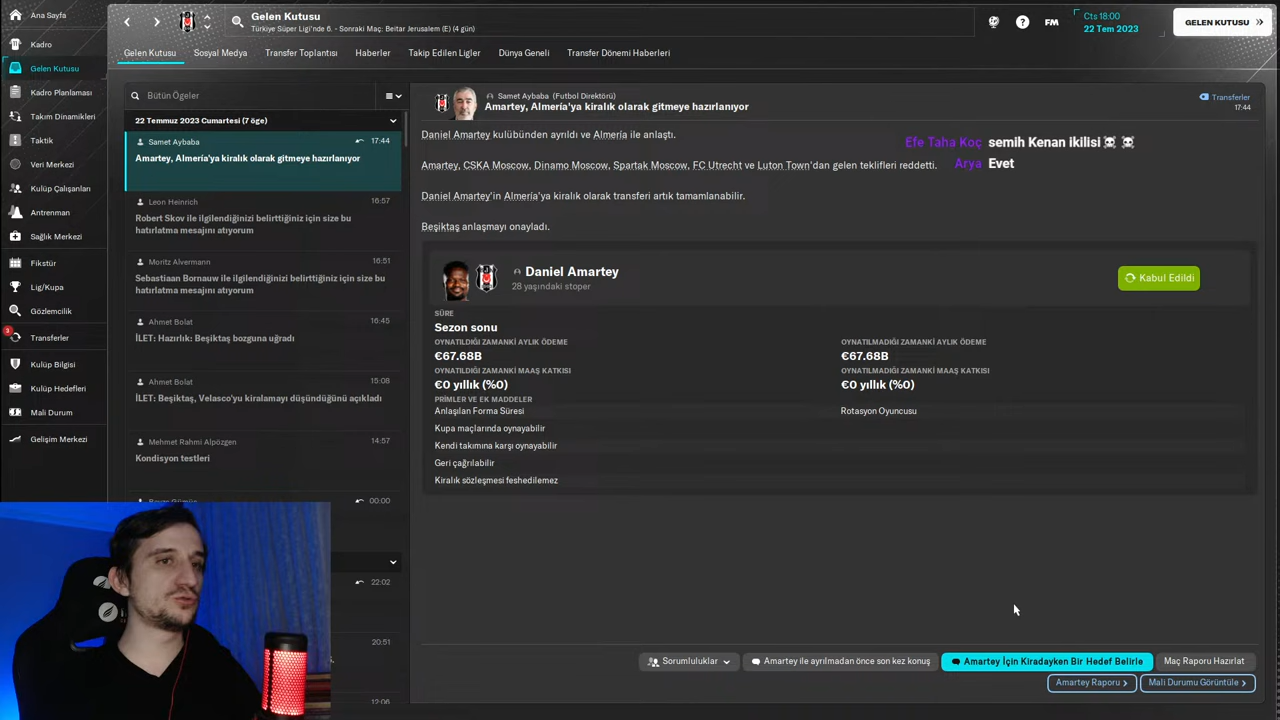 Ana Sayfa
Kadro
Gelen Kutusu
Kadro Planlaması
Takım Dinamikleri
Taktik
Veri Merkezi
Kulüp Çalışanları
Antrenman
Sağlık Merkezi
Fikstür
Lig/Kupa
Gözlemcilik
3
Transferler
Kulüp Bilgisi
Kulüp Hedefleri
Mali Durum
Gelişim Merkezi
Gelen Kutusu
Türkiye Süper Ligi'nde 6. - Sonraki Maç: Beitar Jerusalem (E) (4 gün)
FM
Cts 18:00
22 Tem 2023
GELEN KUTUSU
Gelen Kutusu
Sosyal Medya
Transfer Toplantısı
Haberler
Takip Edilen Ligler
Dünya Geneli
Transfer Dönemi Haberleri
Bütün Ögeler
22 Temmuz 2023 Cumartesi (7 öge)
Samet Aybaba 17:44
Amartey, Almería'ya kiralık olarak gitmeye hazırlanıyor
Leon Heinrich 16:57
Robert Skov ile ilgilendiğinizi belirttiğiniz için size bu
hatırlatma mesajını atıyorum
Moritz Alvermann 16:51
Sebastiaan Bornauw ile ilgilendiğinizi belirttiğiniz için size bu
hatırlatma mesajını atıyorum
Ahmet Bolat 16:45
İLET: Hazırlık: Beşiktaş bozguna uğradı
Ahmet Bolat 15:08
İLET: Beşiktaş, Velasco'yu kiralamayı düşündüğünü açıkladı
Mehmet Rahmi Alpözgen 14:57
Kondisyon testleri
00:00
22:02
20:51
12:06
Samet Aybaba (Futbol Direktörü)
Amartey, Almería'ya kiralık olarak gitmeye hazırlanıyor
Transferler
17:44
Daniel Amartey kulübünden ayrıldı ve Almería ile anlaştı.
Efe Taha Koç semih Kenan ikilisi ☠️ ☠️
Arya Evet
Amartey, CSKA Moscow, Dinamo Moscow, Spartak Moscow, FC Utrecht ve Luton Town'dan gelen teklifleri reddetti.
Daniel Amartey'in Almería'ya kiralık olarak transferi artık tamamlanabilir.
Beşiktaş anlaşmayı onayladı.
Daniel Amartey
28 yaşındaki stoper
Kabul Edildi
SÜRE
Sezon sonu
OYNATILDIĞI ZAMANKİ AYLIK ÖDEME
€67.68B
OYNATILMADIĞI ZAMANKİ AYLIK ÖDEME
€67.68B
OYNATILDIĞI ZAMANKİ MAAŞ KATKISI
€0 yıllık (%0)
OYNATILMADIĞI ZAMANKİ MAAŞ KATKISI
€0 yıllık (%0)
PRİMLER VE EK MADDELER
Anlaşılan Forma Süresi
Rotasyon Oyuncusu
Kupa maçlarında oynayabilir
Kendi takımına karşı oynayabilir
Geri çağrılabilir
Kiralık sözleşmesi feshedilemez
Sorumluluklar
Amartey ile ayrılmadan önce son kez konuş
Amartey İçin Kiradayken Bir Hedef Belirle
Maç Raporu Hazırlat
Amartey Raporu
Mali Durumu Görüntüle